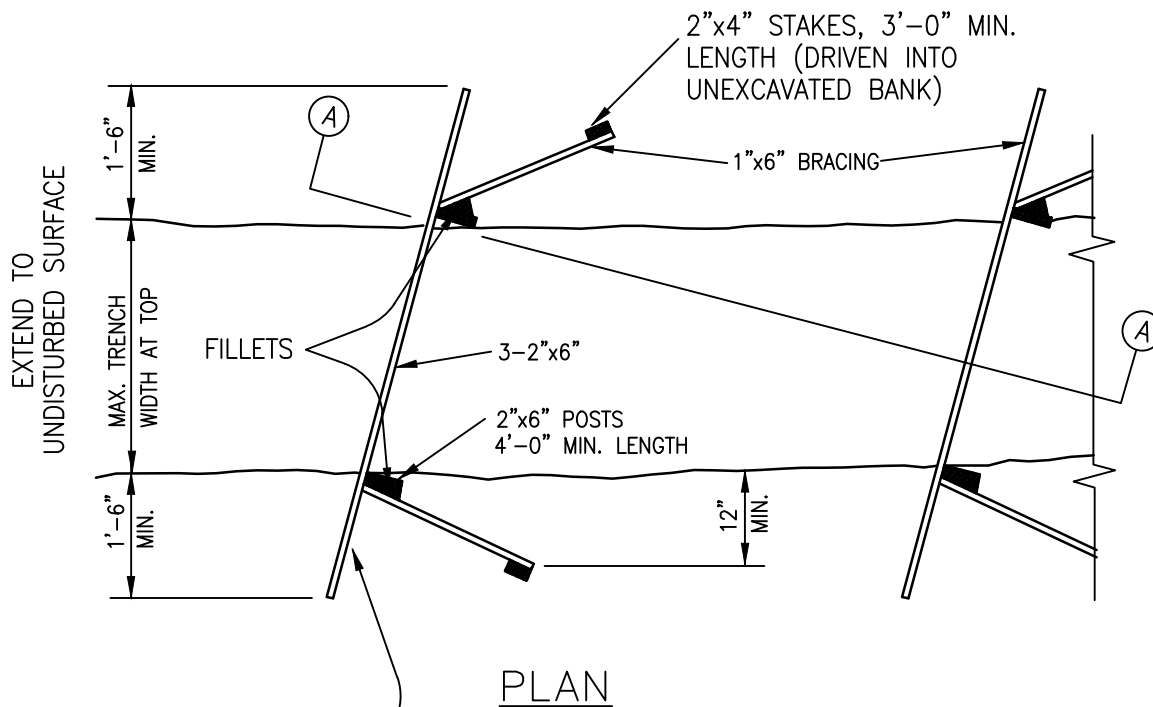 2"x4" STAKES, 3'-0" MIN.
LENGTH (DRIVEN INTO
UNEXCAVATED BANK)
A
1'-6"
MIN.
1"x6" BRACING
EXTEND TO
UNDISTURBED SURFACE
MAX. TRENCH
WIDTH AT TOP
FILLETS
3-2"x6"
A
2"x6" POSTS
4'-0" MIN. LENGTH
1'-6"
MIN.
12"
MIN.
PLAN